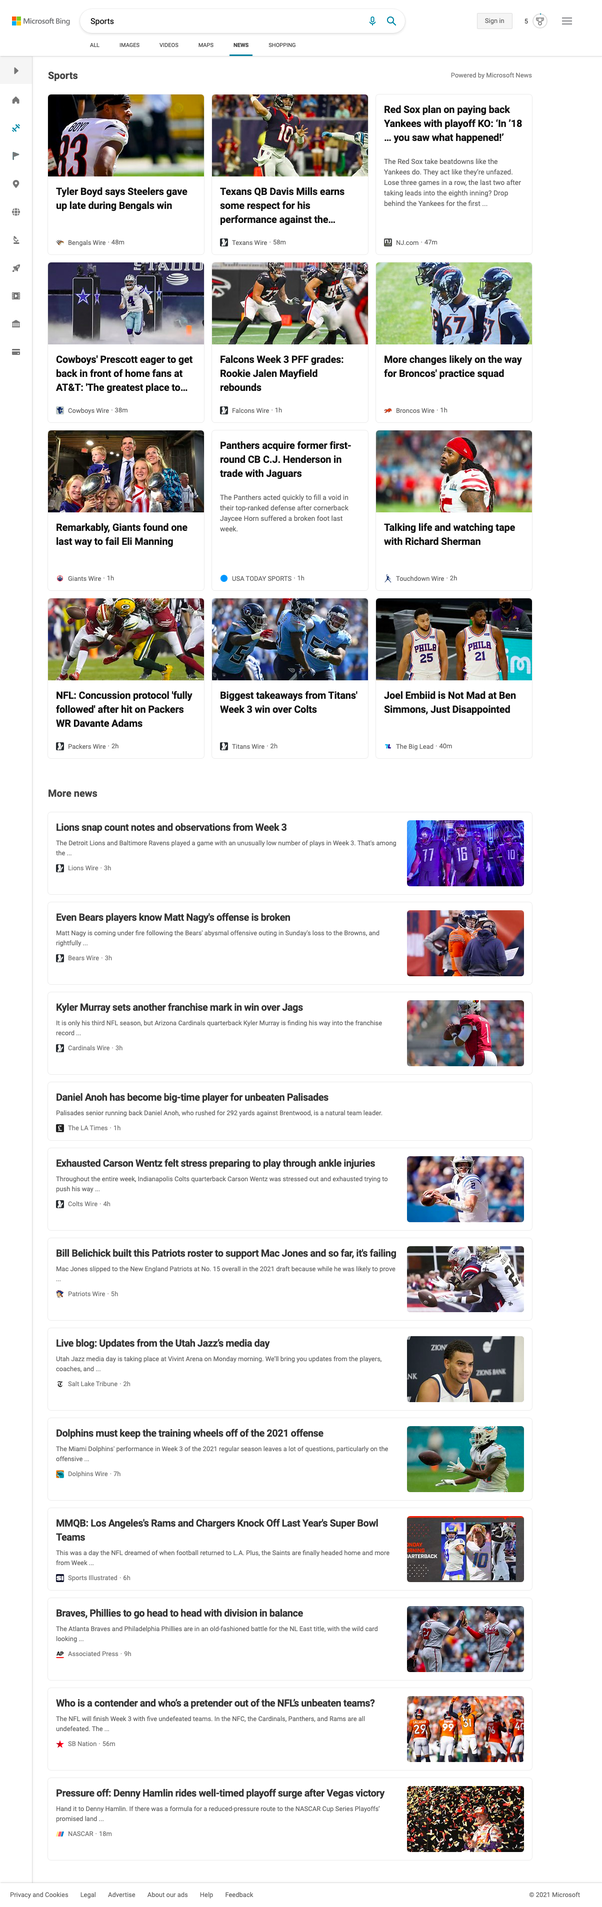 Microsoft Bing
Sports
Sign in
5
ALL
IMAGES
VIDEOS
MAPS
NEWS
SHOPPING
Sports
Powered by Microsoft News
Tyler Boyd says Steelers gave
up late during Bengals win
Bengals Wire · 48m
Texans QB Davis Mills earns
some respect for his
performance against the...
Texans Wire · 58m
Red Sox plan on paying back
Yankees with playoff KO: 'In '18
... you saw what happened!'
The Red Sox take beatdowns like the
Yankees do. They act like they're unfazed.
Lose three games in a row, the last two after
taking leads into the eighth inning? Drop
behind the Yankees for the first ...
NJ.com · 47m
Cowboys' Prescott eager to get
back in front of home fans at
AT&T: 'The greatest place to...
Cowboys Wire · 38m
Falcons Week 3 PFF grades:
Rookie Jalen Mayfield
rebounds
Falcons Wire · 1h
More changes likely on the way
for Broncos' practice squad
Broncos Wire · 1h
Remarkably, Giants found one
last way to fail Eli Manning
Giants Wire · 1h
Panthers acquire former first-
round CB C.J. Henderson in
trade with Jaguars
The Panthers acted quickly to fill a void in
their top-ranked defense after cornerback
Jaycee Horn suffered a broken foot last
week.
USA TODAY SPORTS · 1h
Talking life and watching tape
with Richard Sherman
Touchdown Wire · 2h
NFL: Concussion protocol 'fully
followed' after hit on Packers
WR Davante Adams
Packers Wire · 2h
Biggest takeaways from Titans'
Week 3 win over Colts
Titans Wire · 2h
PHILA
25
PHILA
21
Joel Embiid is Not Mad at Ben
Simmons, Just Disappointed
The Big Lead · 40m
More news
Lions snap count notes and observations from Week 3
The Detroit Lions and Baltimore Ravens played a game with an unusually low number of plays in Week 3. That's among
the ...
Lions Wire · 3h
Even Bears players know Matt Nagy's offense is broken
Matt Nagy is coming under fire following the Bears' abysmal offensive outing in Sunday's loss to the Browns, and
rightfully ...
Bears Wire · 3h
Kyler Murray sets another franchise mark in win over Jags
It is only his third NFL season, but Arizona Cardinals quarterback Kyler Murray is finding his way into the franchise
record ...
Cardinals Wire · 3h
Daniel Anoh has become big-time player for unbeaten Palisades
Palisades senior running back Daniel Anoh, who rushed for 292 yards against Brentwood, is a natural team leader.
The LA Times · 1h
Exhausted Carson Wentz felt stress preparing to play through ankle injuries
Throughout the entire week, Indianapolis Colts quarterback Carson Wentz was stressed out and exhausted trying to
push his way ...
Colts Wire · 4h
Bill Belichick built this Patriots roster to support Mac Jones and so far, it's failing
Mac Jones slipped to the New England Patriots at No. 15 overall in the 2021 draft because while he was likely to prove
...
Patriots Wire · 5h
Live blog: Updates from the Utah Jazz's media day
Utah Jazz media day is taking place at Vivint Arena on Monday morning. We'll bring you updates from the players,
coaches, and ...
Salt Lake Tribune · 2h
Dolphins must keep the training wheels off of the 2021 offense
The Miami Dolphins' performance in Week 3 of the 2021 regular season leaves a lot of questions, particularly on the
offensive ...
Dolphins Wire · 7h
MMQB: Los Angeles's Rams and Chargers Knock Off Last Year's Super Bowl
Teams
This was a day the NFL dreamed of when football returned to L.A. Plus, the Saints are finally headed home and more
from Week ...
Sports Illustrated · 6h
Braves, Phillies to go head to head with division in balance
The Atlanta Braves and Philadelphia Phillies are in an old-fashioned battle for the NL East title, with the wild card
looking ...
Associated Press · 9h
Who is a contender and who's a pretender out of the NFL's unbeaten teams?
The NFL will finish Week 3 with five undefeated teams. In the NFC, the Cardinals, Panthers, and Rams are all
undefeated. The ...
SB Nation · 56m
Pressure off: Denny Hamlin rides well-timed playoff surge after Vegas victory
Hand it to Denny Hamlin. If there was a formula for a reduced-pressure route to the NASCAR Cup Series Playoffs'
promised land ...
NASCAR · 18m
Privacy and Cookies
Legal
Advertise
About our ads
Help
Feedback
© 2021 Microsoft